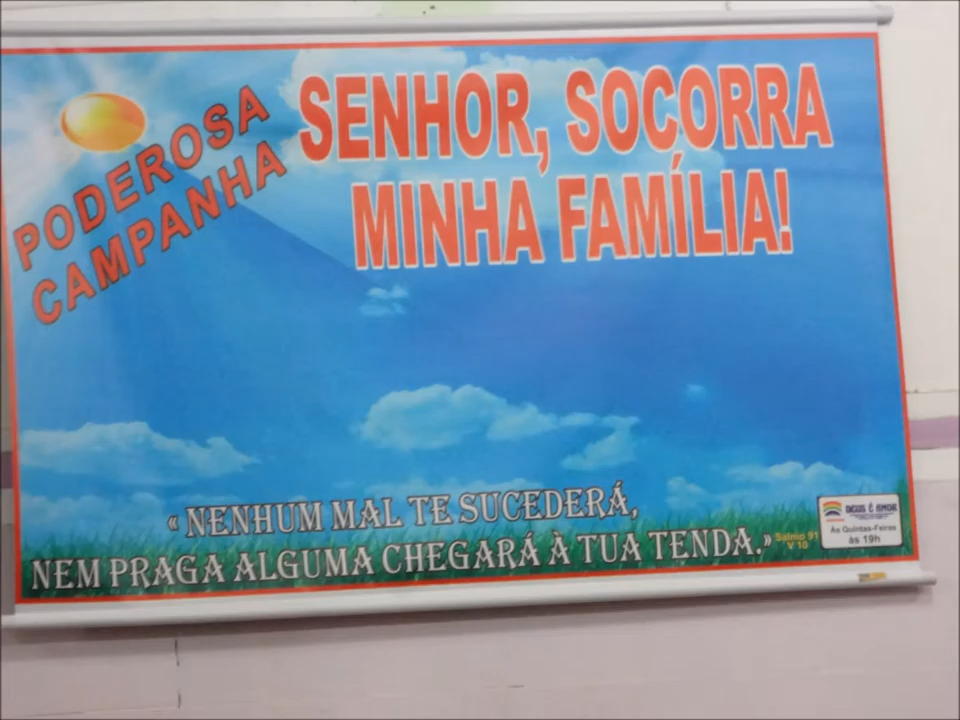 PODEROSA
CAMPANHA
SENHOR, SOCORRA
MINHA FAMÍLIA!
« NENHUM MAL TE SUCEDERÁ,
NEM PRAGA ALGUMA CHEGARÁ À TUA TENDA.»
Salmo 91
V 10
DEUS É AMOR
Às Quintas-Feiras
às 19h